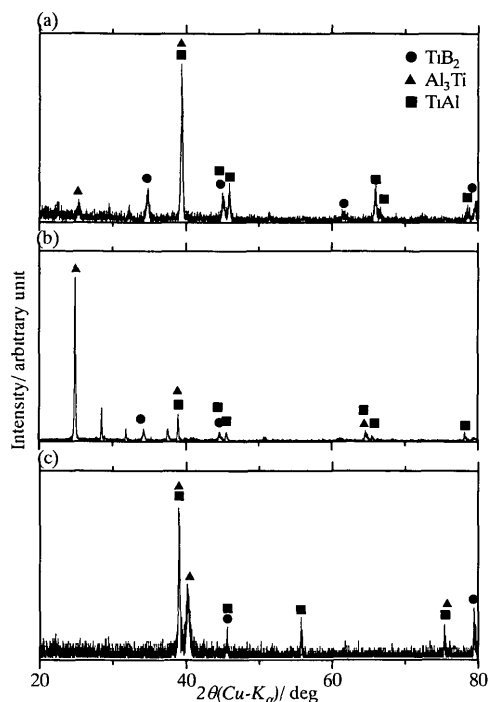 (a)
TiB2
Al3Ti
TiAl
(b)
(c)
Intensity/ arbitrary unit
20 40 60 80
2θ(Cu-Kα)/ deg